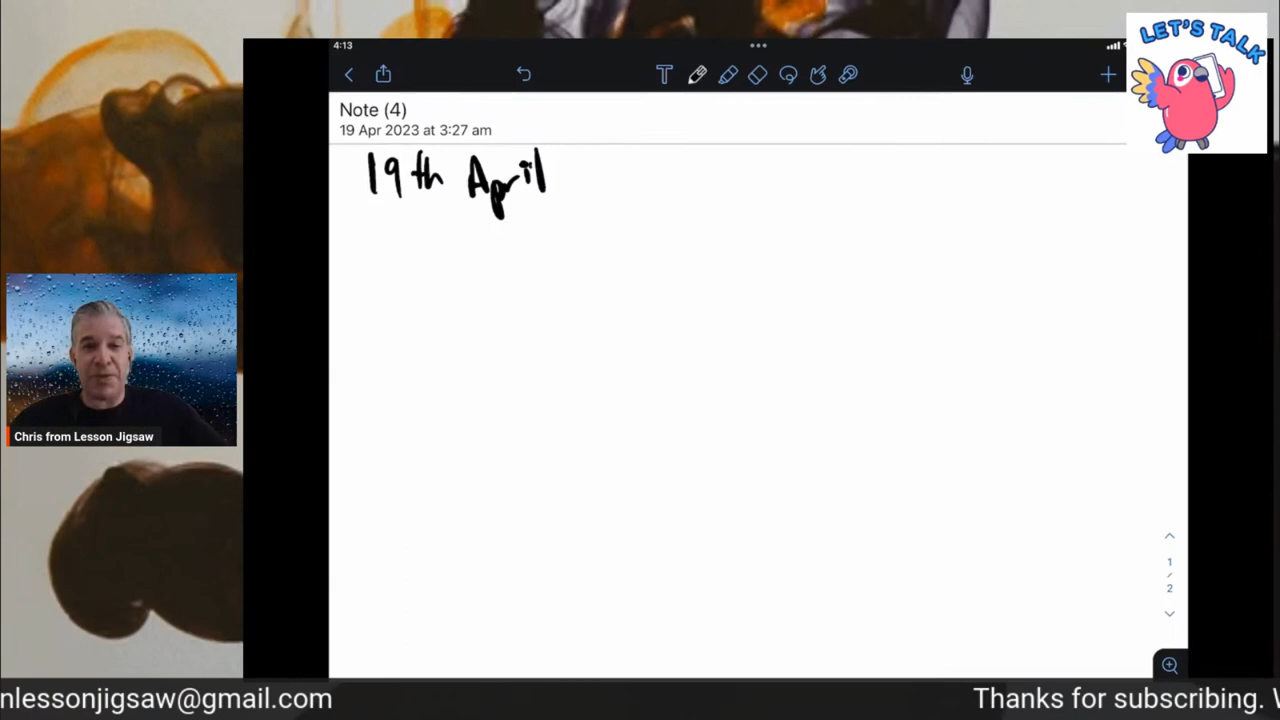 LET'S TALK
4:13
Note (4)
19 Apr 2023 at 3:27 am
19th April
Chris from Lesson Jigsaw
1
/
2
nlessonjigsaw@gmail.com
Thanks for subscribing.